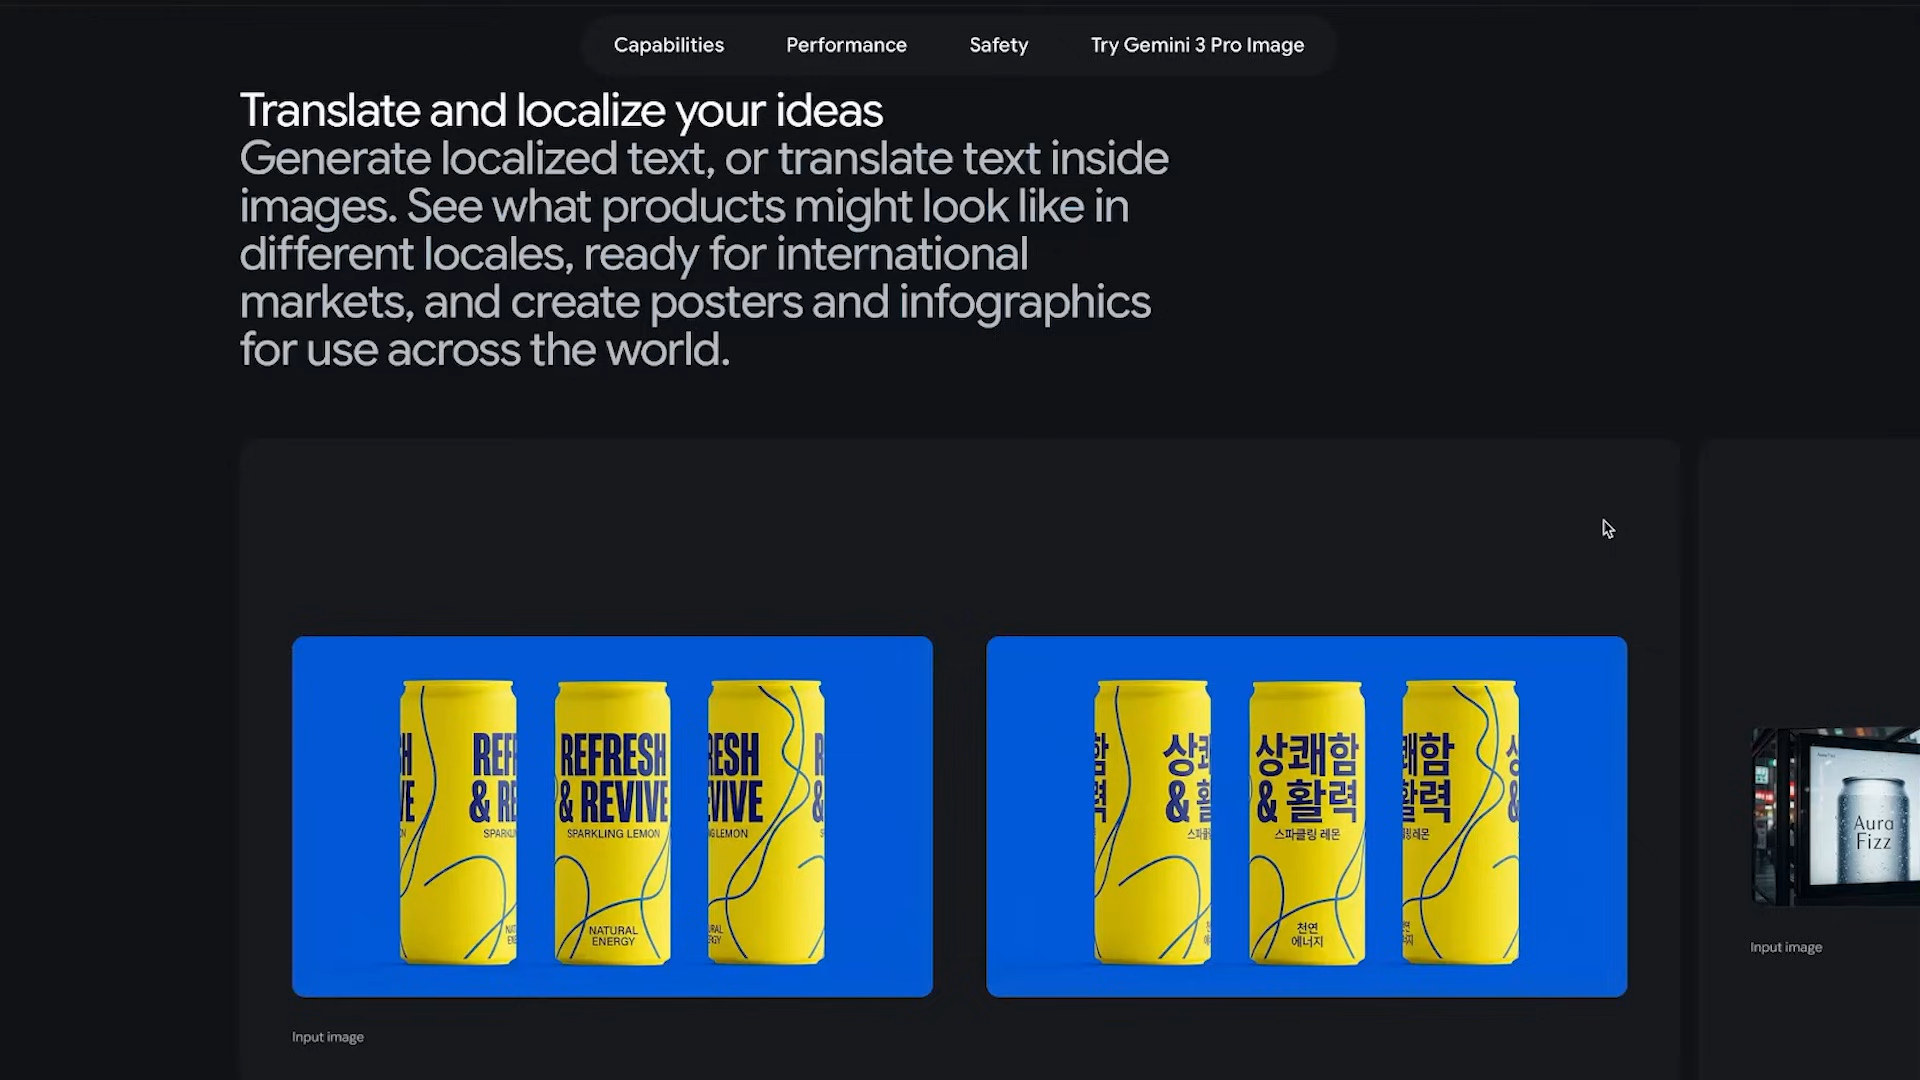 Capabilities
Performance
Safety
Try Gemini 3 Pro Image
Translate and localize your ideas
Generate localized text, or translate text inside
images. See what products might look like in
different locales, ready for international
markets, and create posters and infographics
for use across the world.
REFRESH
& REVIVE
SPARKLING LEMON
NATURAL
ENERGY
RESH
EVIVE
상쾌함
& 활력
스파클링 레몬
천연
에너지
Input image
Aura
Fizz
Input image